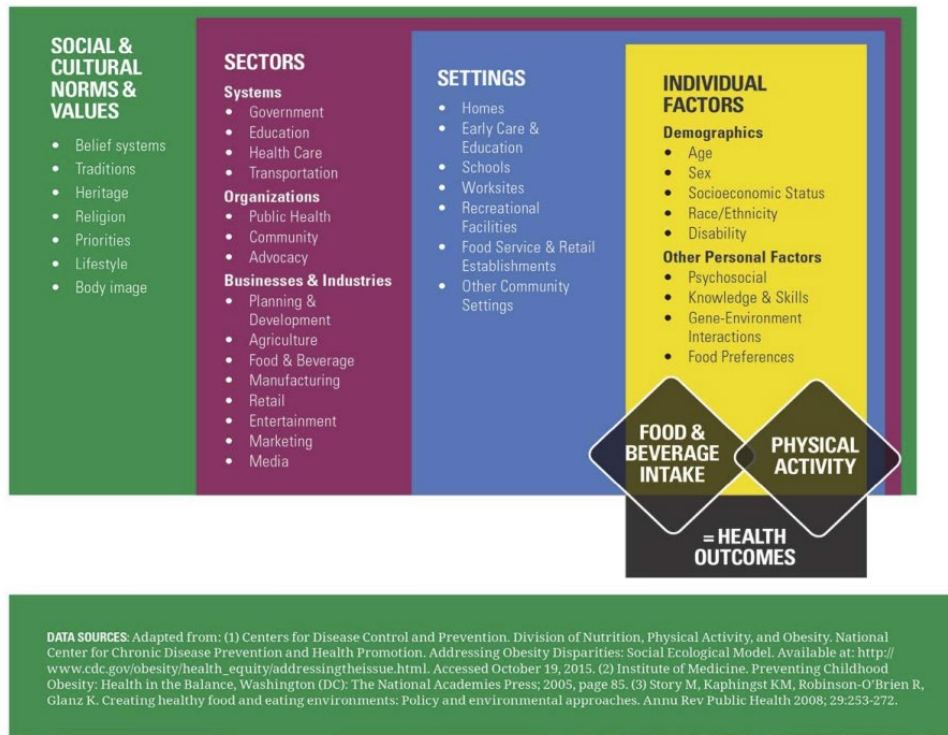 SOCIAL &
CULTURAL
NORMS &
VALUES
• Belief systems
• Traditions
• Heritage
• Religion
• Priorities
• Lifestyle
• Body image
SECTORS
Systems
• Government
• Education
• Health Care
• Transportation
Organizations
• Public Health
• Community
• Advocacy
Businesses & Industries
• Planning &
Development
• Agriculture
• Food & Beverage
• Manufacturing
• Retail
• Entertainment
• Marketing
• Media
SETTINGS
• Homes
• Early Care &
Education
• Schools
• Worksites
• Recreational
Facilities
• Food Service & Retail
Establishments
• Other Community
Settings
INDIVIDUAL
FACTORS
Demographics
• Age
• Sex
• Socioeconomic Status
• Race/Ethnicity
• Disability
Other Personal Factors
• Psychosocial
• Knowledge & Skills
• Gene-Environment
Interactions
• Food Preferences
FOOD &
BEVERAGE
INTAKE
PHYSICAL
ACTIVITY
= HEALTH
OUTCOMES
DATA SOURCES: Adapted from: (1) Centers for Disease Control and Prevention. Division of Nutrition, Physical Activity, and Obesity. National
Center for Chronic Disease Prevention and Health Promotion. Addressing Obesity Disparities: Social Ecological Model. Available at: http://
www.cdc.gov/obesity/health_equity/addressingtheissue.html. Accessed October 19, 2015. (2) Institute of Medicine. Preventing Childhood
Obesity: Health in the Balance, Washington (DC): The National Academies Press; 2005, page 85. (3) Story M, Kaphingst KM, Robinson-O'Brien R,
Glanz K. Creating healthy food and eating environments: Policy and environmental approaches. Annu Rev Public Health 2008; 29:253-272.